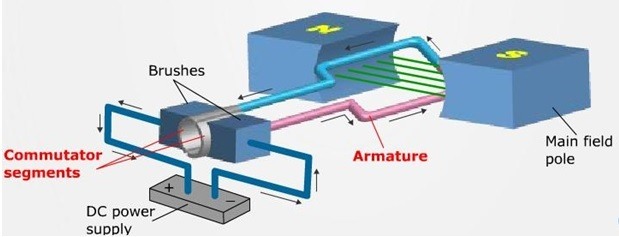 N
S
Brushes
Main field
pole
Armature
Commutator
segments
+
−
DC power
supply